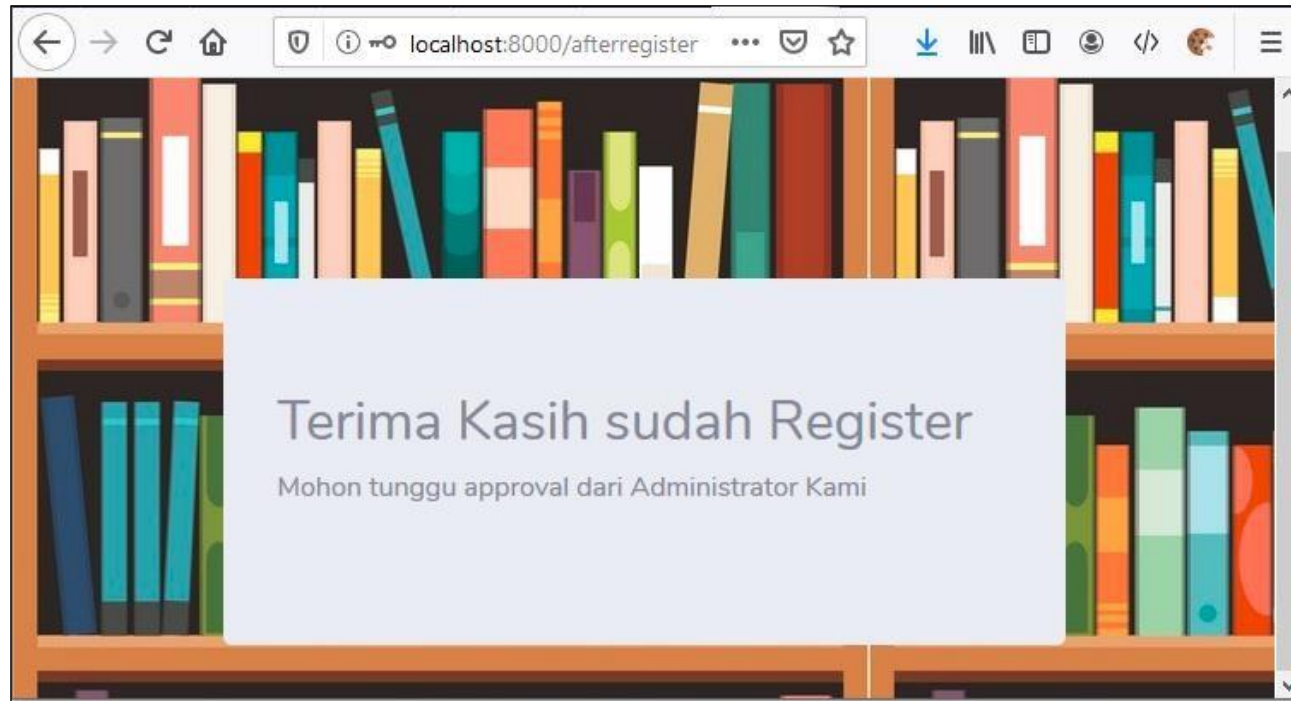 localhost:8000/afterregister
Terima Kasih sudah Register
Mohon tunggu approval dari Administrator Kami